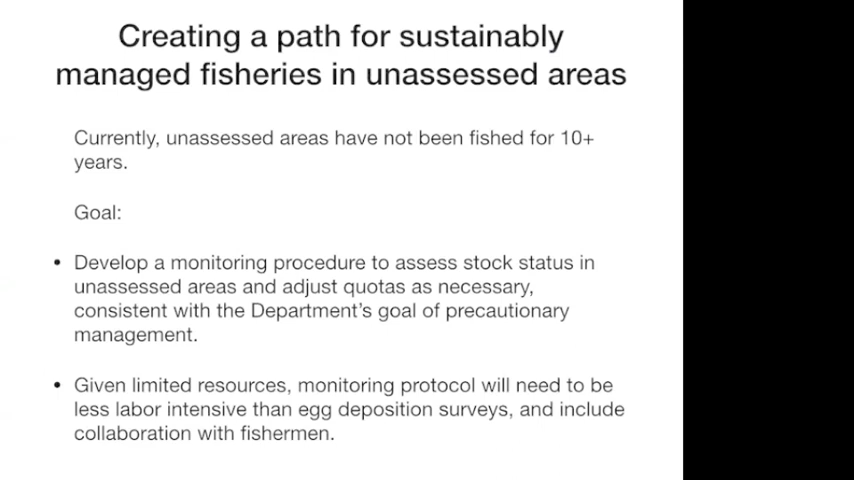 Creating a path for sustainably
managed fisheries in unassessed areas
Currently, unassessed areas have not been fished for 10+
years.
Goal:
• Develop a monitoring procedure to assess stock status in
unassessed areas and adjust quotas as necessary,
consistent with the Department's goal of precautionary
management.
• Given limited resources, monitoring protocol will need to be
less labor intensive than egg deposition surveys, and include
collaboration with fishermen.